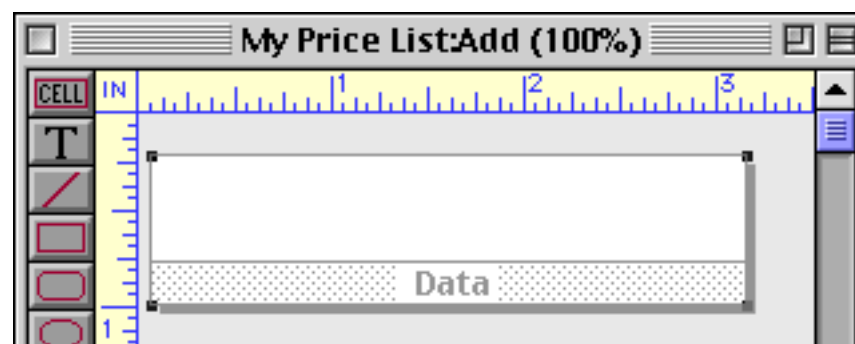 My Price List:Add (100%)
CELL IN 1 2 3
T
Data
1